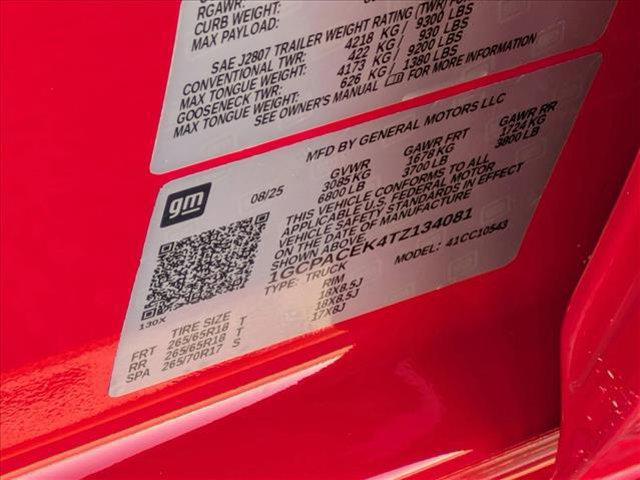 RGAWR:
CURB WEIGHT:
MAX PAYLOAD:
SAE J2807 TRAILER WEIGHT RATING (TWR)
CONVENTIONAL TWR: 4218 KG / 9300 LBS
MAX TONGUE WEIGHT: 422 KG / 930 LBS
GOOSENECK TWR: 4173 KG / 9200 LBS
MAX TONGUE WEIGHT: 626 KG / 1380 LBS
SEE OWNER'S MANUAL FOR MORE INFORMATION
gm
MFD BY GENERAL MOTORS LLC
08/25
GVWR GAWR FRT GAWR RR
3085 KG 1678 KG 1724 KG
6800 LB 3700 LB 3800 LB
THIS VEHICLE CONFORMS TO ALL
APPLICABLE U.S. FEDERAL MOTOR
VEHICLE SAFETY STANDARDS IN EFFECT
ON THE DATE OF MANUFACTURE
SHOWN ABOVE.
1GCPACEK4TZ134081
TYPE: TRUCK MODEL: 41CC10543
130X
TIRE SIZE RIM
FRT 265/65R18 T 18X8.5J
RR 265/65R18 T 18X8.5J
SPA 265/70R17 S 17X8J